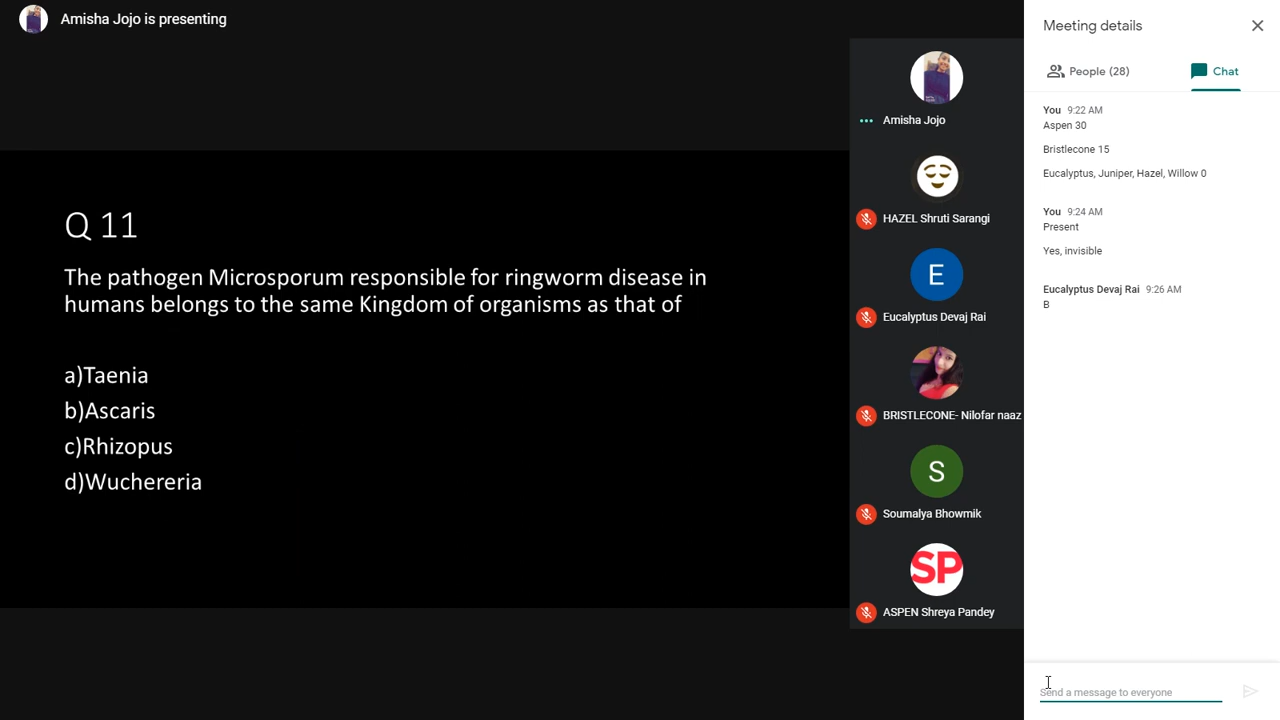 Amisha Jojo is presenting
Q 11
The pathogen Microsporum responsible for ringworm disease in
humans belongs to the same Kingdom of organisms as that of
a)Taenia
b)Ascaris
c)Rhizopus
d)Wuchereria
Amisha Jojo
HAZEL Shruti Sarangi
E
Eucalyptus Devaj Rai
BRISTLECONE- Nilofar naaz
S
Soumalya Bhowmik
SP
ASPEN Shreya Pandey
Meeting details
People (28)
Chat
You 9:22 AM
Aspen 30
Bristlecone 15
Eucalyptus, Juniper, Hazel, Willow 0
You 9:24 AM
Present
Yes, invisible
Eucalyptus Devaj Rai 9:26 AM
B
Send a message to everyone